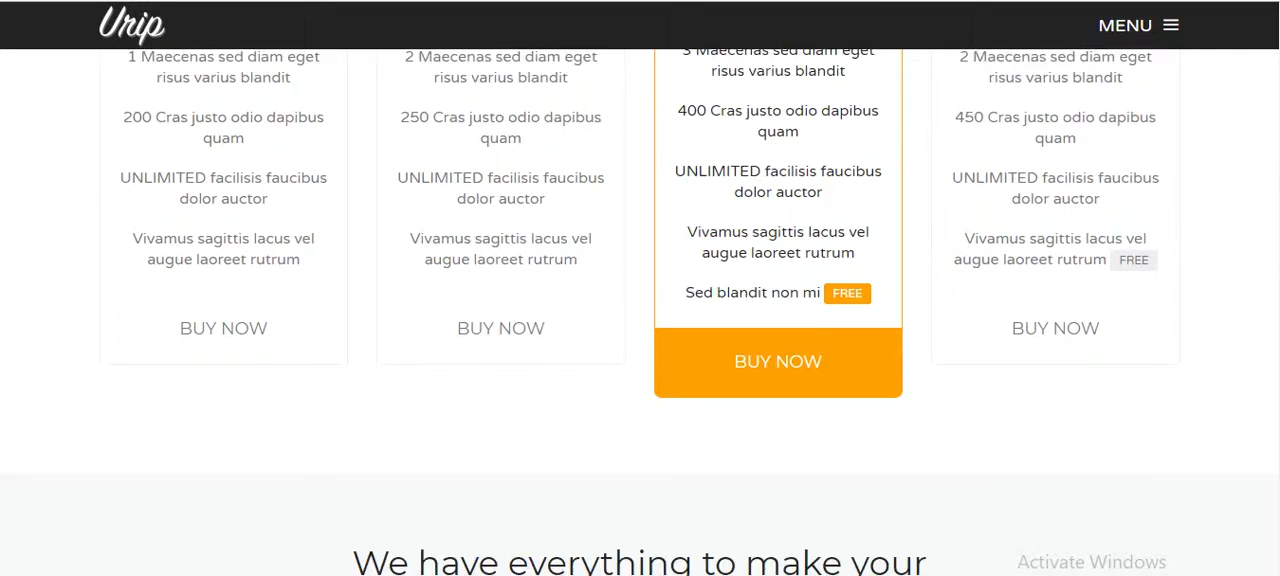 Urip
MENU
1 Maecenas sed diam eget
risus varius blandit
200 Cras justo odio dapibus
quam
UNLIMITED facilisis faucibus
dolor auctor
Vivamus sagittis lacus vel
augue laoreet rutrum
BUY NOW
2 Maecenas sed diam eget
risus varius blandit
250 Cras justo odio dapibus
quam
UNLIMITED facilisis faucibus
dolor auctor
Vivamus sagittis lacus vel
augue laoreet rutrum
BUY NOW
3 Maecenas sed diam eget
risus varius blandit
400 Cras justo odio dapibus
quam
UNLIMITED facilisis faucibus
dolor auctor
Vivamus sagittis lacus vel
augue laoreet rutrum
Sed blandit non mi FREE
BUY NOW
2 Maecenas sed diam eget
risus varius blandit
450 Cras justo odio dapibus
quam
UNLIMITED facilisis faucibus
dolor auctor
Vivamus sagittis lacus vel
augue laoreet rutrum FREE
BUY NOW
We have everything to make your
Activate Windows